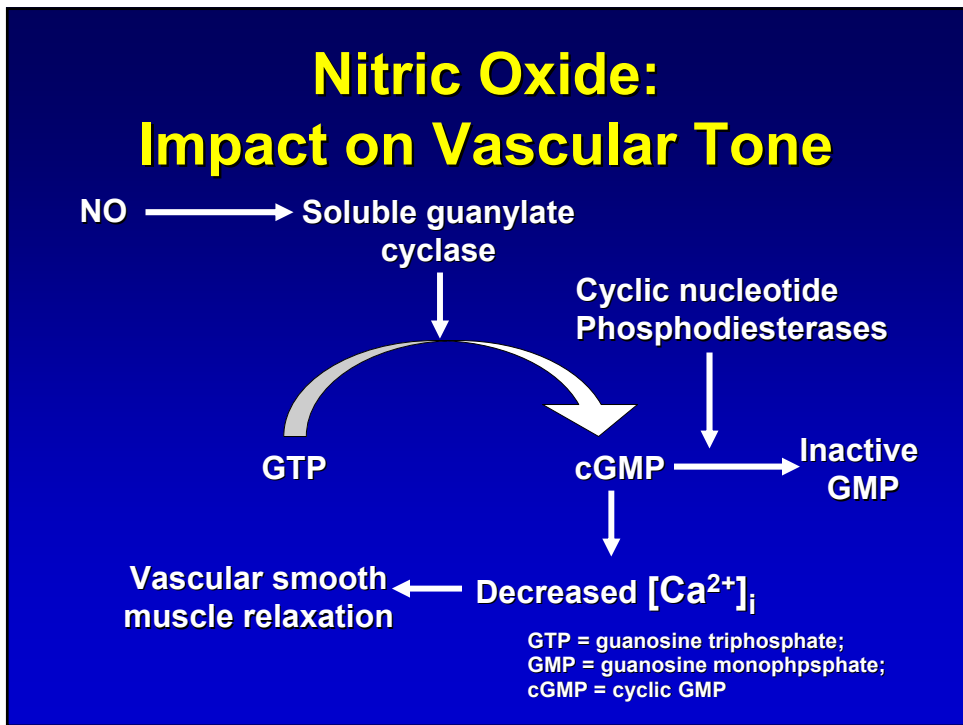 Nitric Oxide:
Impact on Vascular Tone
NO
Soluble guanylate
cyclase
Cyclic nucleotide
Phosphodiesterases
GTP
cGMP
Inactive
GMP
Decreased [Ca²⁺]ᵢ
Vascular smooth
muscle relaxation
GTP = guanosine triphosphate;
GMP = guanosine monophpsphate;
cGMP = cyclic GMP